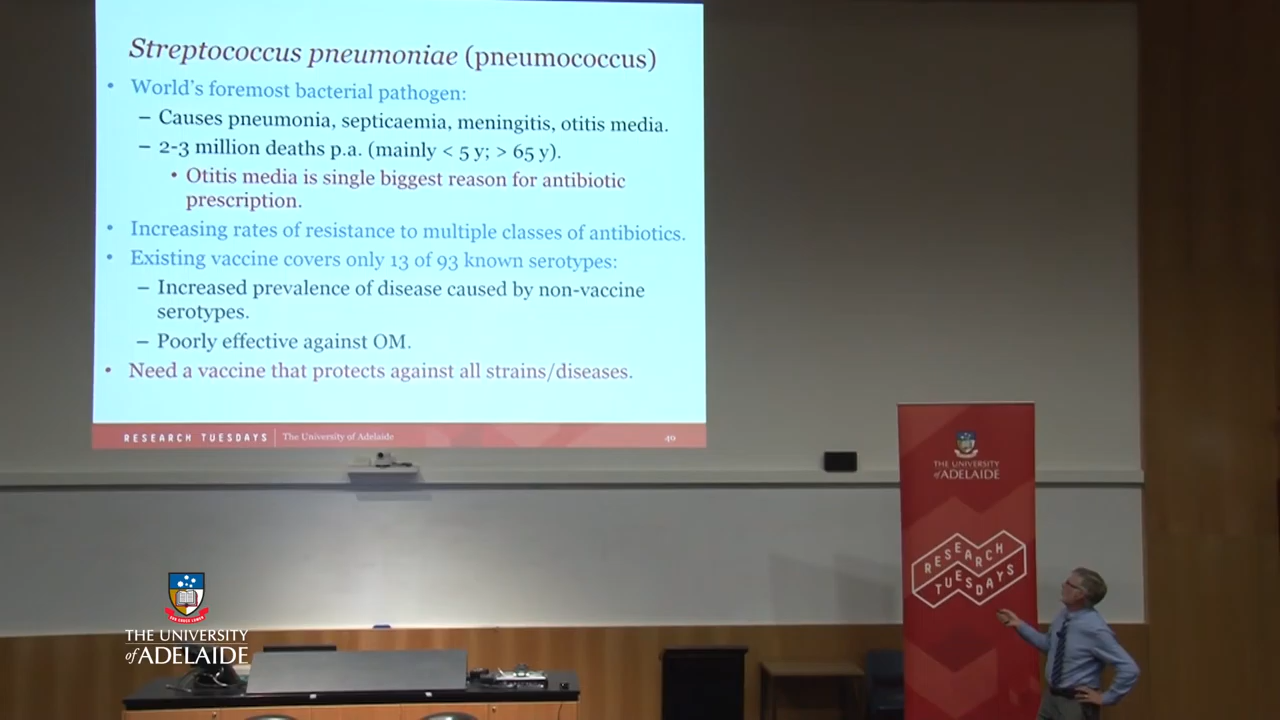 Streptococcus pneumoniae (pneumococcus)
• World's foremost bacterial pathogen:
– Causes pneumonia, septicaemia, meningitis, otitis media.
– 2-3 million deaths p.a. (mainly < 5 y; > 65 y).
• Otitis media is single biggest reason for antibiotic
prescription.
• Increasing rates of resistance to multiple classes of antibiotics.
• Existing vaccine covers only 13 of 93 known serotypes:
– Increased prevalence of disease caused by non-vaccine
serotypes.
– Poorly effective against OM.
• Need a vaccine that protects against all strains/diseases.
RESEARCH TUESDAYS | The University of Adelaide 40
THE UNIVERSITY
of ADELAIDE
RESEARCH
TUESDAYS
THE UNIVERSITY
of ADELAIDE